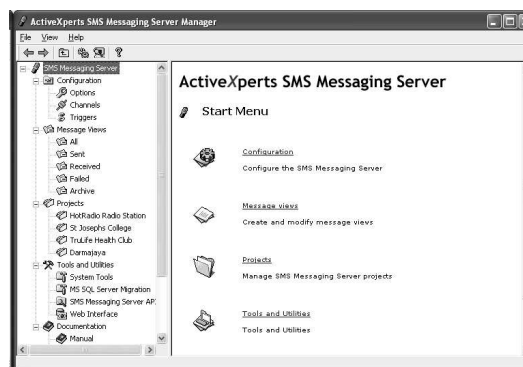 ActiveXperts SMS Messaging Server Manager
File View Help
SMS Messaging Server
Configuration
Options
Channels
Triggers
Message Views
All
Sent
Received
Failed
Archive
Projects
HotRadio Radio Station
St Josephs College
TruLife Health Club
Darmajaya
Tools and Utilities
System Tools
MS SQL Server Migration
SMS Messaging Server AP
Web Interface
Documentation
Manual
ActiveXperts SMS Messaging Server
Start Menu
Configuration
Configure the SMS Messaging Server
Message views
Create and modify message views
Projects
Manage SMS Messaging Server projects
Tools and Utilities
Tools and Utilities